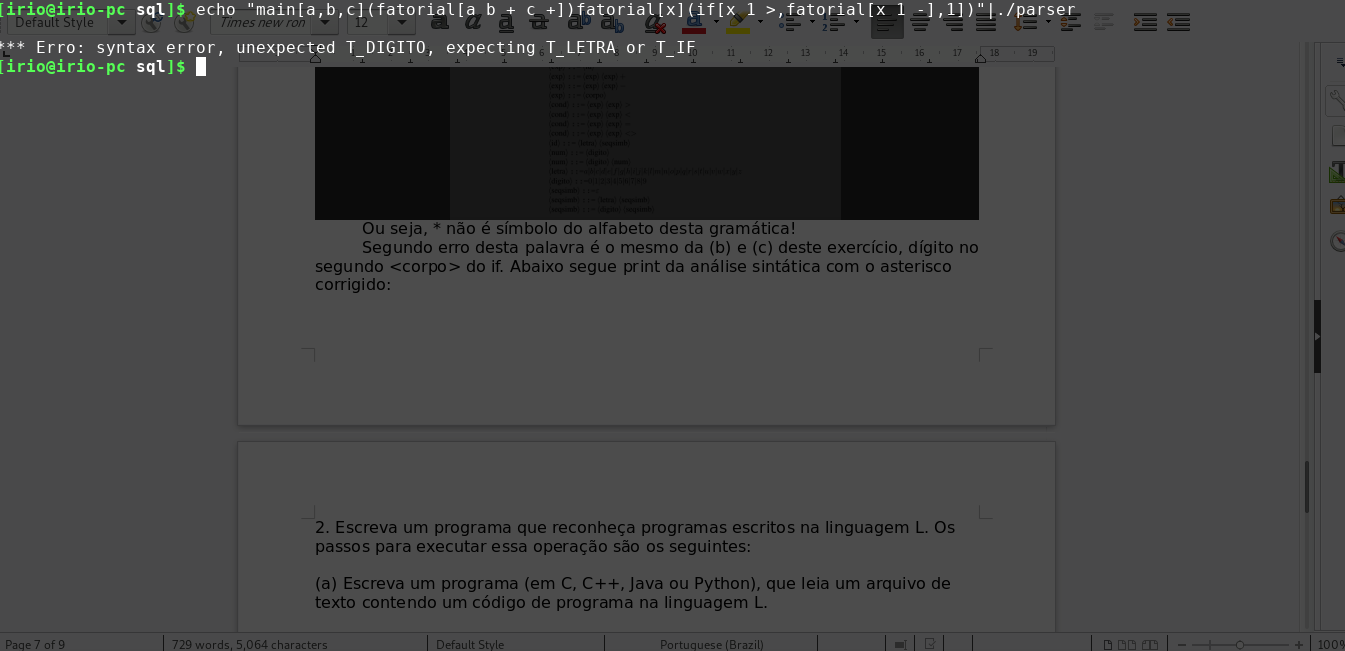 [irio@irio-pc sql]$ echo "main[a,b,c](fatorial[a b + c +])fatorial[x](if[x 1 >,fatorial[x 1 -],1])"|./parser
Default Style Times new ron 12
*** Erro: syntax error, unexpected T_DIGITO, expecting T_LETRA or T_IF
[irio@irio-pc sql]$
Ou seja, * não é símbolo do alfabeto desta gramática!
Segundo erro desta palavra é o mesmo da (b) e (c) deste exercício, dígito no
segundo <corpo> do if. Abaixo segue print da análise sintática com o asterisco
corrigido:
2. Escreva um programa que reconheça programas escritos na linguagem L. Os
passos para executar essa operação são os seguintes:
(a) Escreva um programa (em C, C++, Java ou Python), que leia um arquivo de
texto contendo um código de programa na linguagem L.
Page 7 of 9 729 words, 5,064 characters Default Style Portuguese (Brazil) 100%